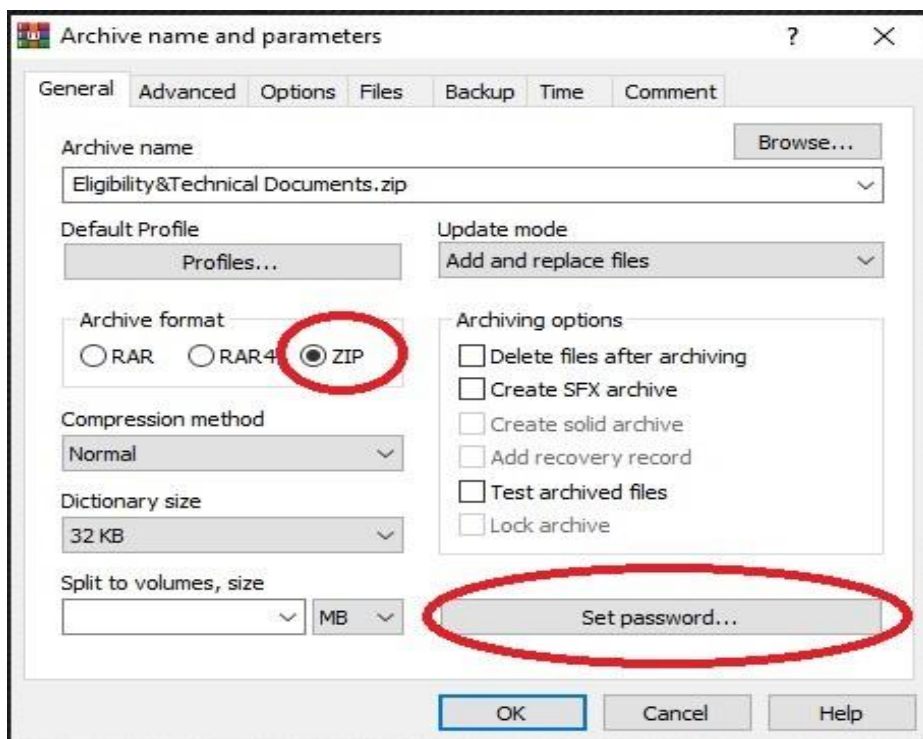 Archive name and parameters
?
General
Advanced
Options
Files
Backup
Time
Comment
Archive name
Browse...
Eligibility&Technical Documents.zip
Default Profile
Profiles...
Update mode
Add and replace files
Archive format
RAR
RAR4
ZIP
Archiving options
Delete files after archiving
Create SFX archive
Create solid archive
Add recovery record
Test archived files
Lock archive
Compression method
Normal
Dictionary size
32 KB
Split to volumes, size
MB
Set password...
OK
Cancel
Help